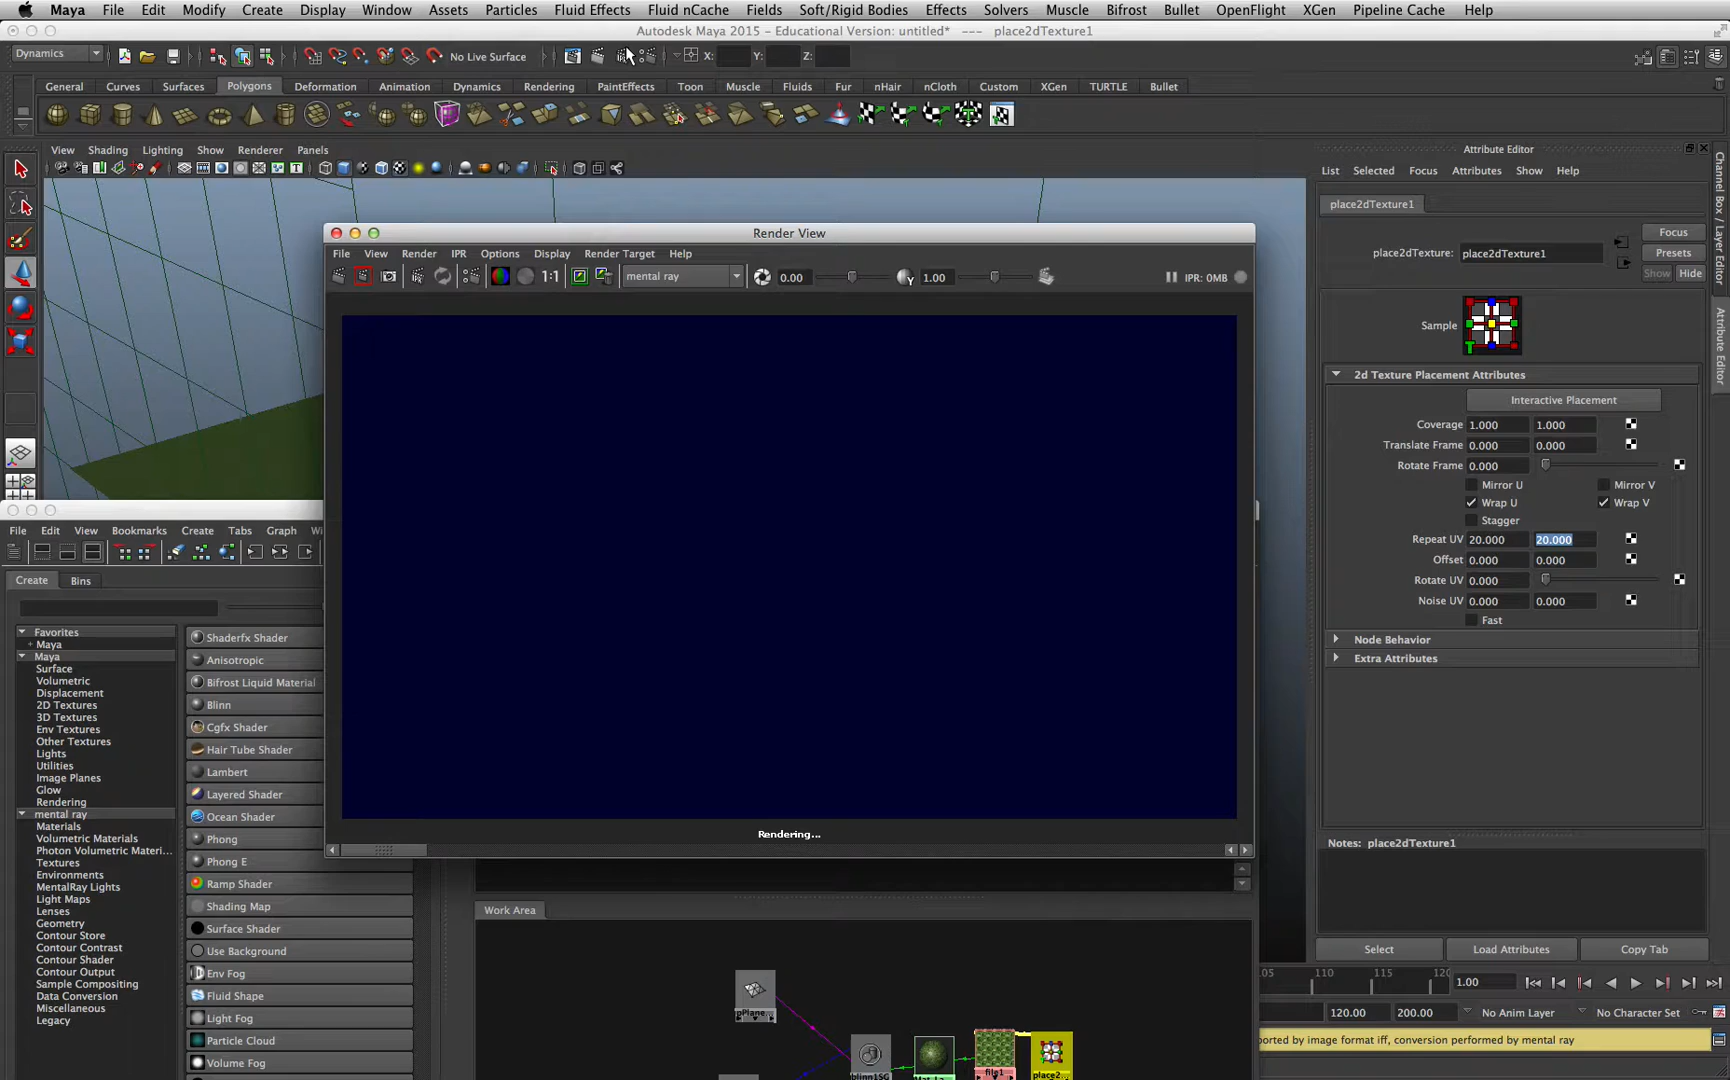 Maya File Edit Modify Create Display Window Assets Select Particles Fluid Effects Fluid nCache Fields Soft/Rigid Bodies Effects Solvers Muscle Bifrost Bullet OpenFlight XGen Pipeline Cache Help
Autodesk Maya 2015 - Educational Version: untitled* --- place2dTexture1
Dynamics No Live Surface X: Y: Z:
General Curves Surfaces Polygons Deformation Animation Dynamics Rendering PaintEffects Toon Muscle Fluids Fur nHair nCloth Custom XGen TURTLE Bullet
View Shading Lighting Show Renderer Panels
Attribute Editor
List Selected Focus Attributes Show Help
place2dTexture1
Focus
place2dTexture: place2dTexture1
Presets
Show Hide
Sample
2d Texture Placement Attributes
Interactive Placement
Coverage 1.000 1.000
Translate Frame 0.000 0.000
Rotate Frame 0.000
Mirror U Mirror V
Wrap U Wrap V
Stagger
Repeat UV 20.000 20.000
Offset 0.000 0.000
Rotate UV 0.000
Noise UV 0.000 0.000
Fast
Node Behavior
Extra Attributes
Notes: place2dTexture1
Select Load Attributes Copy Tab
Channel Box / Layer Editor
Attribute Editor
Render View
File View Render IPR Options Display Render Target Help
1:1 mental ray 0.00 1.00 IPR: 0MB
Rendering...
File Edit View Bookmarks Create Tabs Graph
Create Bins
Favorites
Maya
Maya
Surface
Volumetric
Displacement
2D Textures
3D Textures
Env Textures
Other Textures
Lights
Utilities
Image Planes
Glow
Rendering
mental ray
Materials
Volumetric Materials
Photon Volumetric Materi...
Textures
Environments
MentalRay Lights
Light Maps
Lenses
Geometry
Contour Store
Contour Contrast
Contour Shader
Contour Output
Sample Compositing
Data Conversion
Miscellaneous
Legacy
Shaderfx Shader
Anisotropic
Bifrost Liquid Material
Blinn
Cgfx Shader
Hair Tube Shader
Lambert
Layered Shader
Ocean Shader
Phong
Phong E
Ramp Shader
Shading Map
Surface Shader
Use Background
Env Fog
Fluid Shape
Light Fog
Particle Cloud
Volume Fog
Work Area
pPlane...
blinn1SG
file1
place2...
05 110 115 120 1.00
120.00 200.00 No Anim Layer No Character Set
ported by image format iff, conversion performed by mental ray